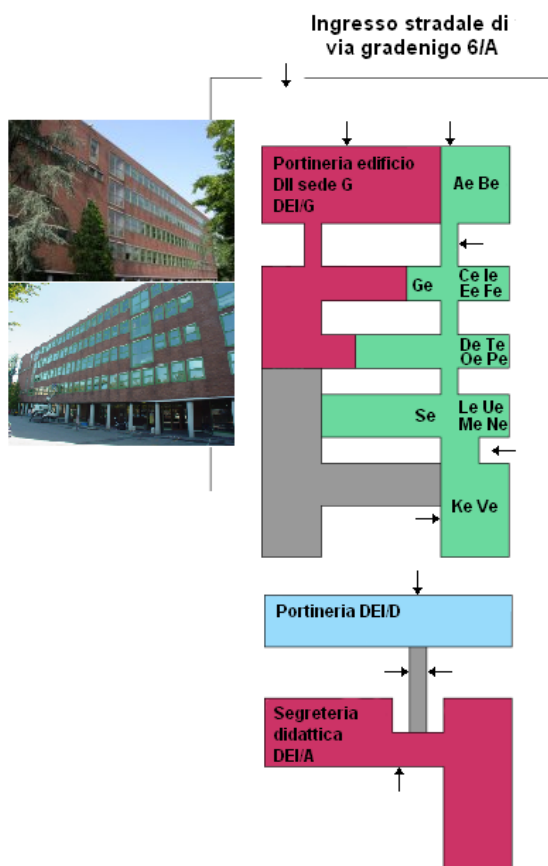 Ingresso stradale di
via gradenigo 6/A
Portineria edificio
DII sede G
DEI/G
Ae Be
Ge
Ce Ie
Ee Fe
De Te
Oe Pe
Se
Le Ue
Me Ne
Ke Ve
Portineria DEI/D
Segreteria
didattica
DEI/A